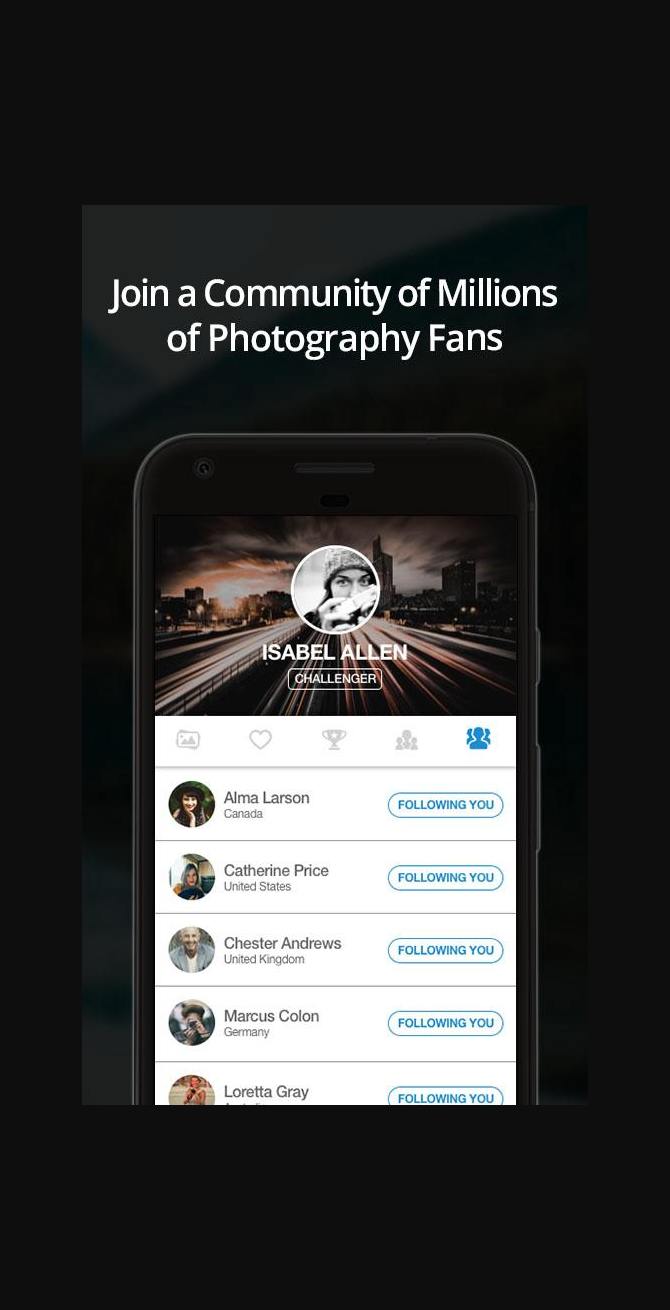 Join a Community of Millions
of Photography Fans
ISABEL ALLEN
CHALLENGER
Alma Larson
FOLLOWING YOU
Canada
Catherine Price
FOLLOWING YOU
United States
Chester Andrews
FOLLOWING YOU
United Kingdom
Marcus Colon
FOLLOWING YOU
Germany
Loretta Gray
FOLLOWING YOU